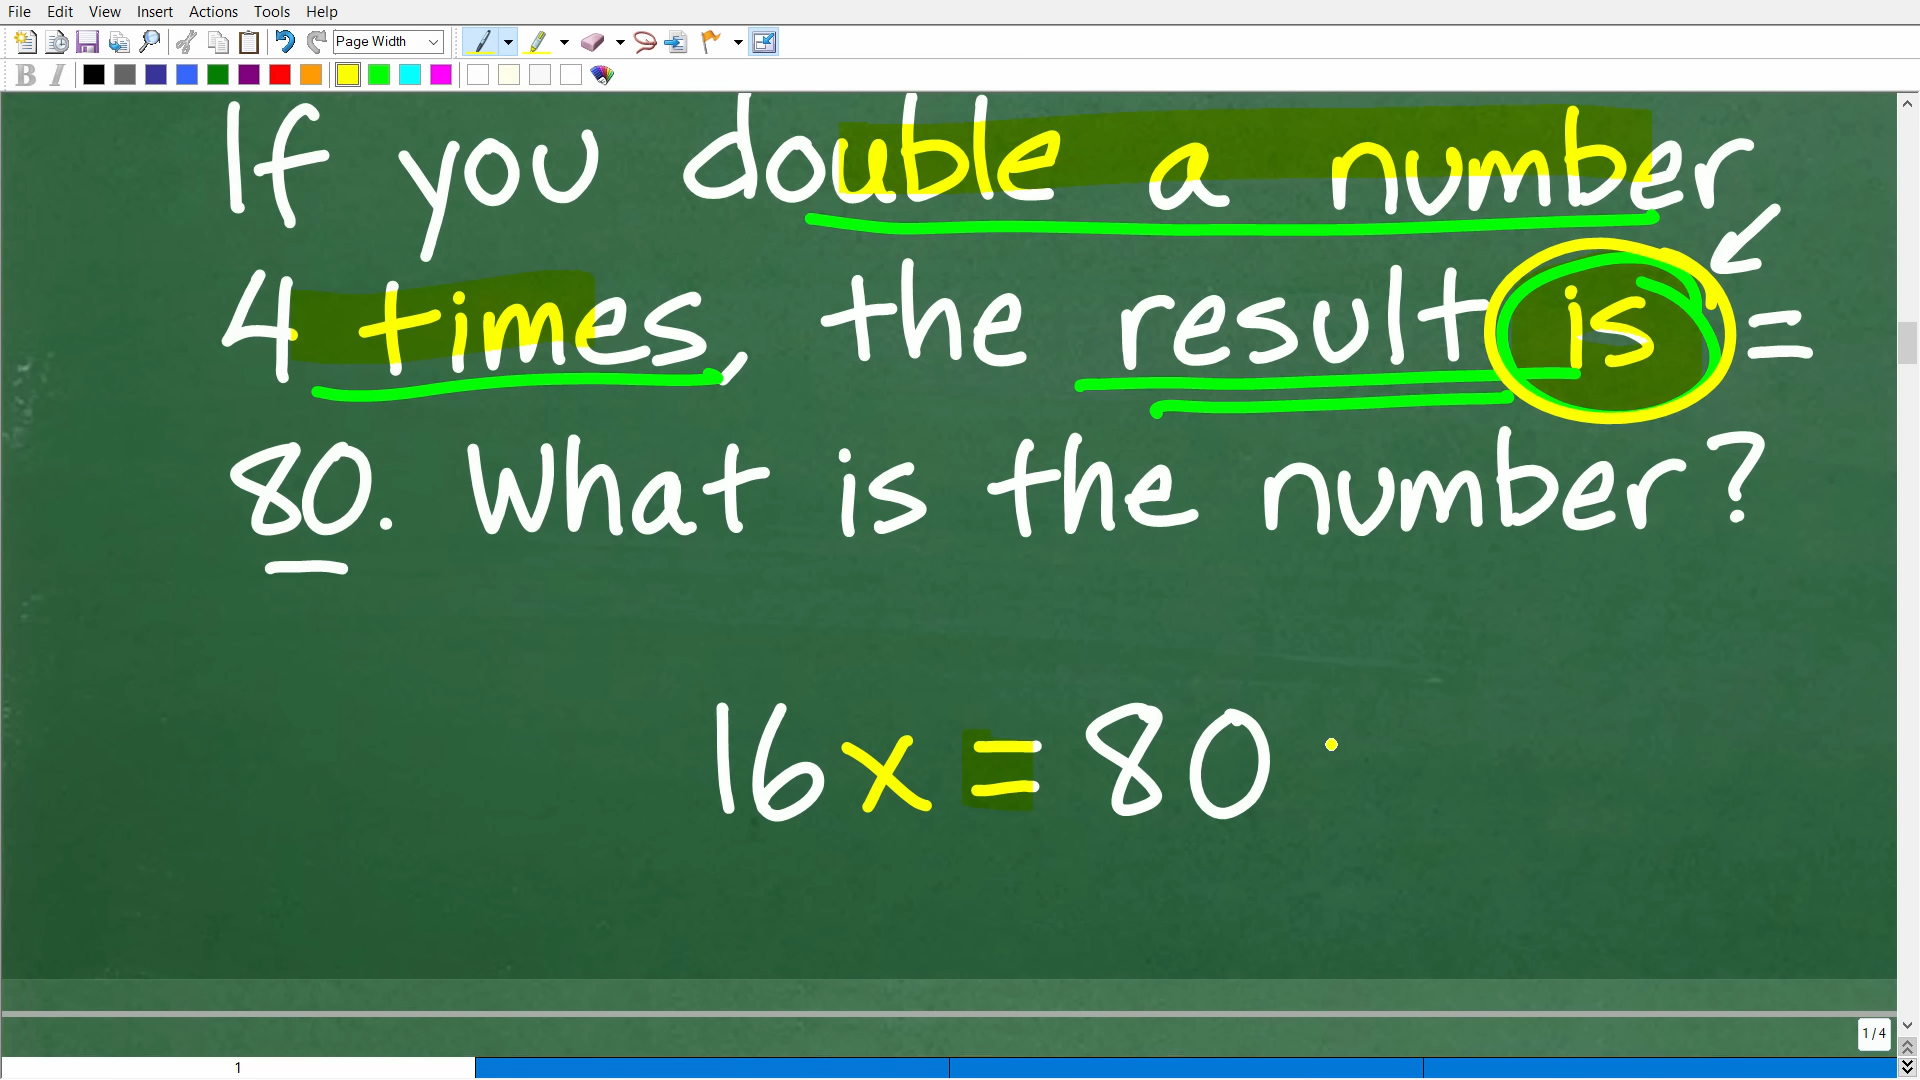 File Edit View Insert Actions Tools Help
Page Width
B I
If you double a number
4 times, the result is =
80. What is the number?
16x = 80
1 / 4
1